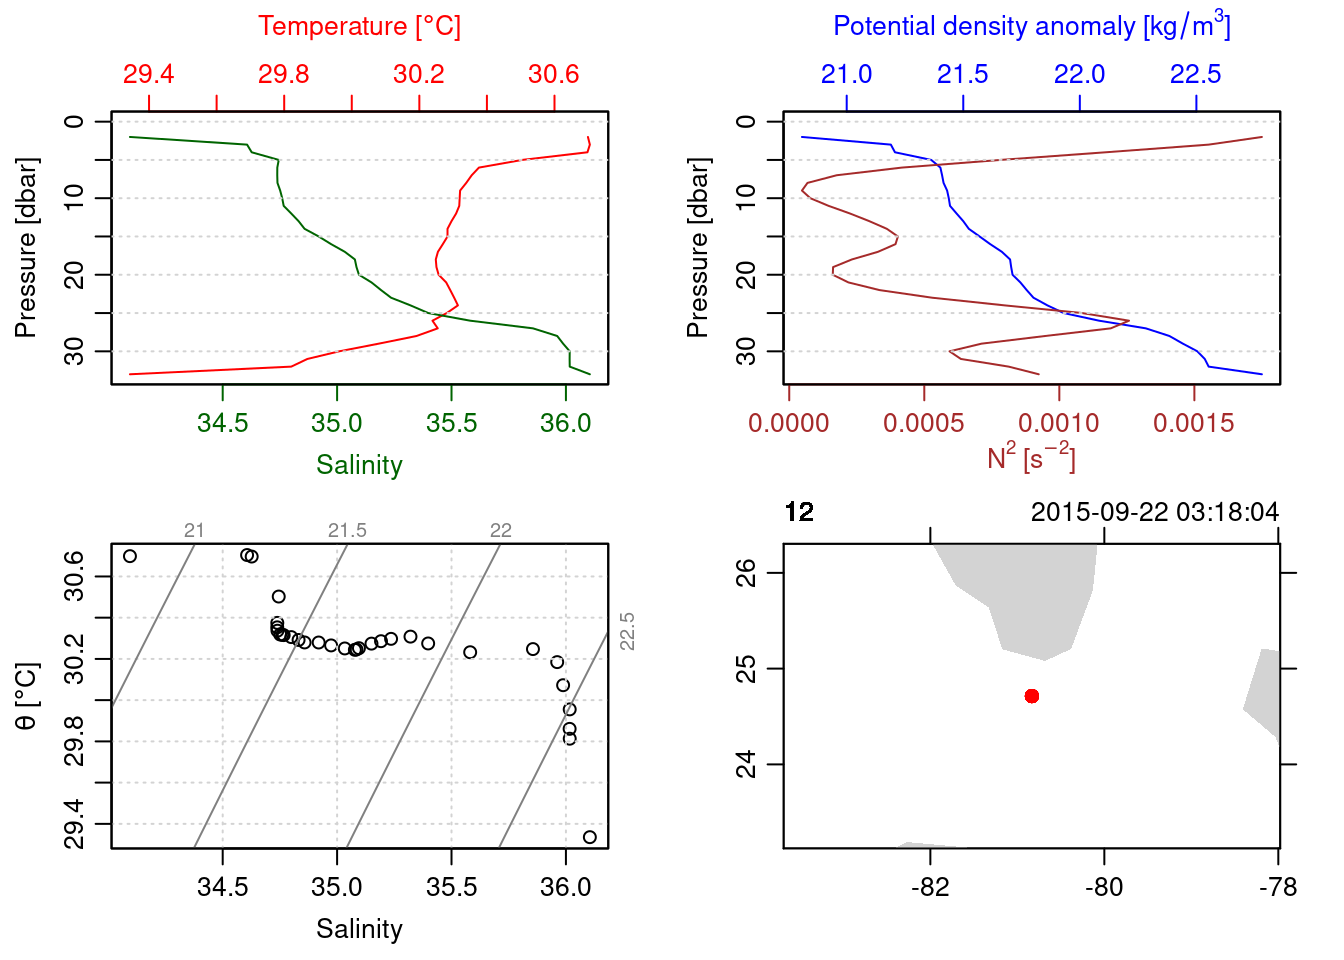 Temperature [°C]
29.4 29.8 30.2 30.6
Pressure [dbar]
0 10 20 30
34.5 35.0 35.5 36.0
Salinity
Potential density anomaly [kg/m³]
21.0 21.5 22.0 22.5
Pressure [dbar]
0 10 20 30
0.0000 0.0005 0.0010 0.0015
N² [s⁻²]
21 21.5 22
22.5
θ [°C]
30.6 30.2 29.8 29.4
34.5 35.0 35.5 36.0
Salinity
12 2015-09-22 03:18:04
26 25 24
-82 -80 -78